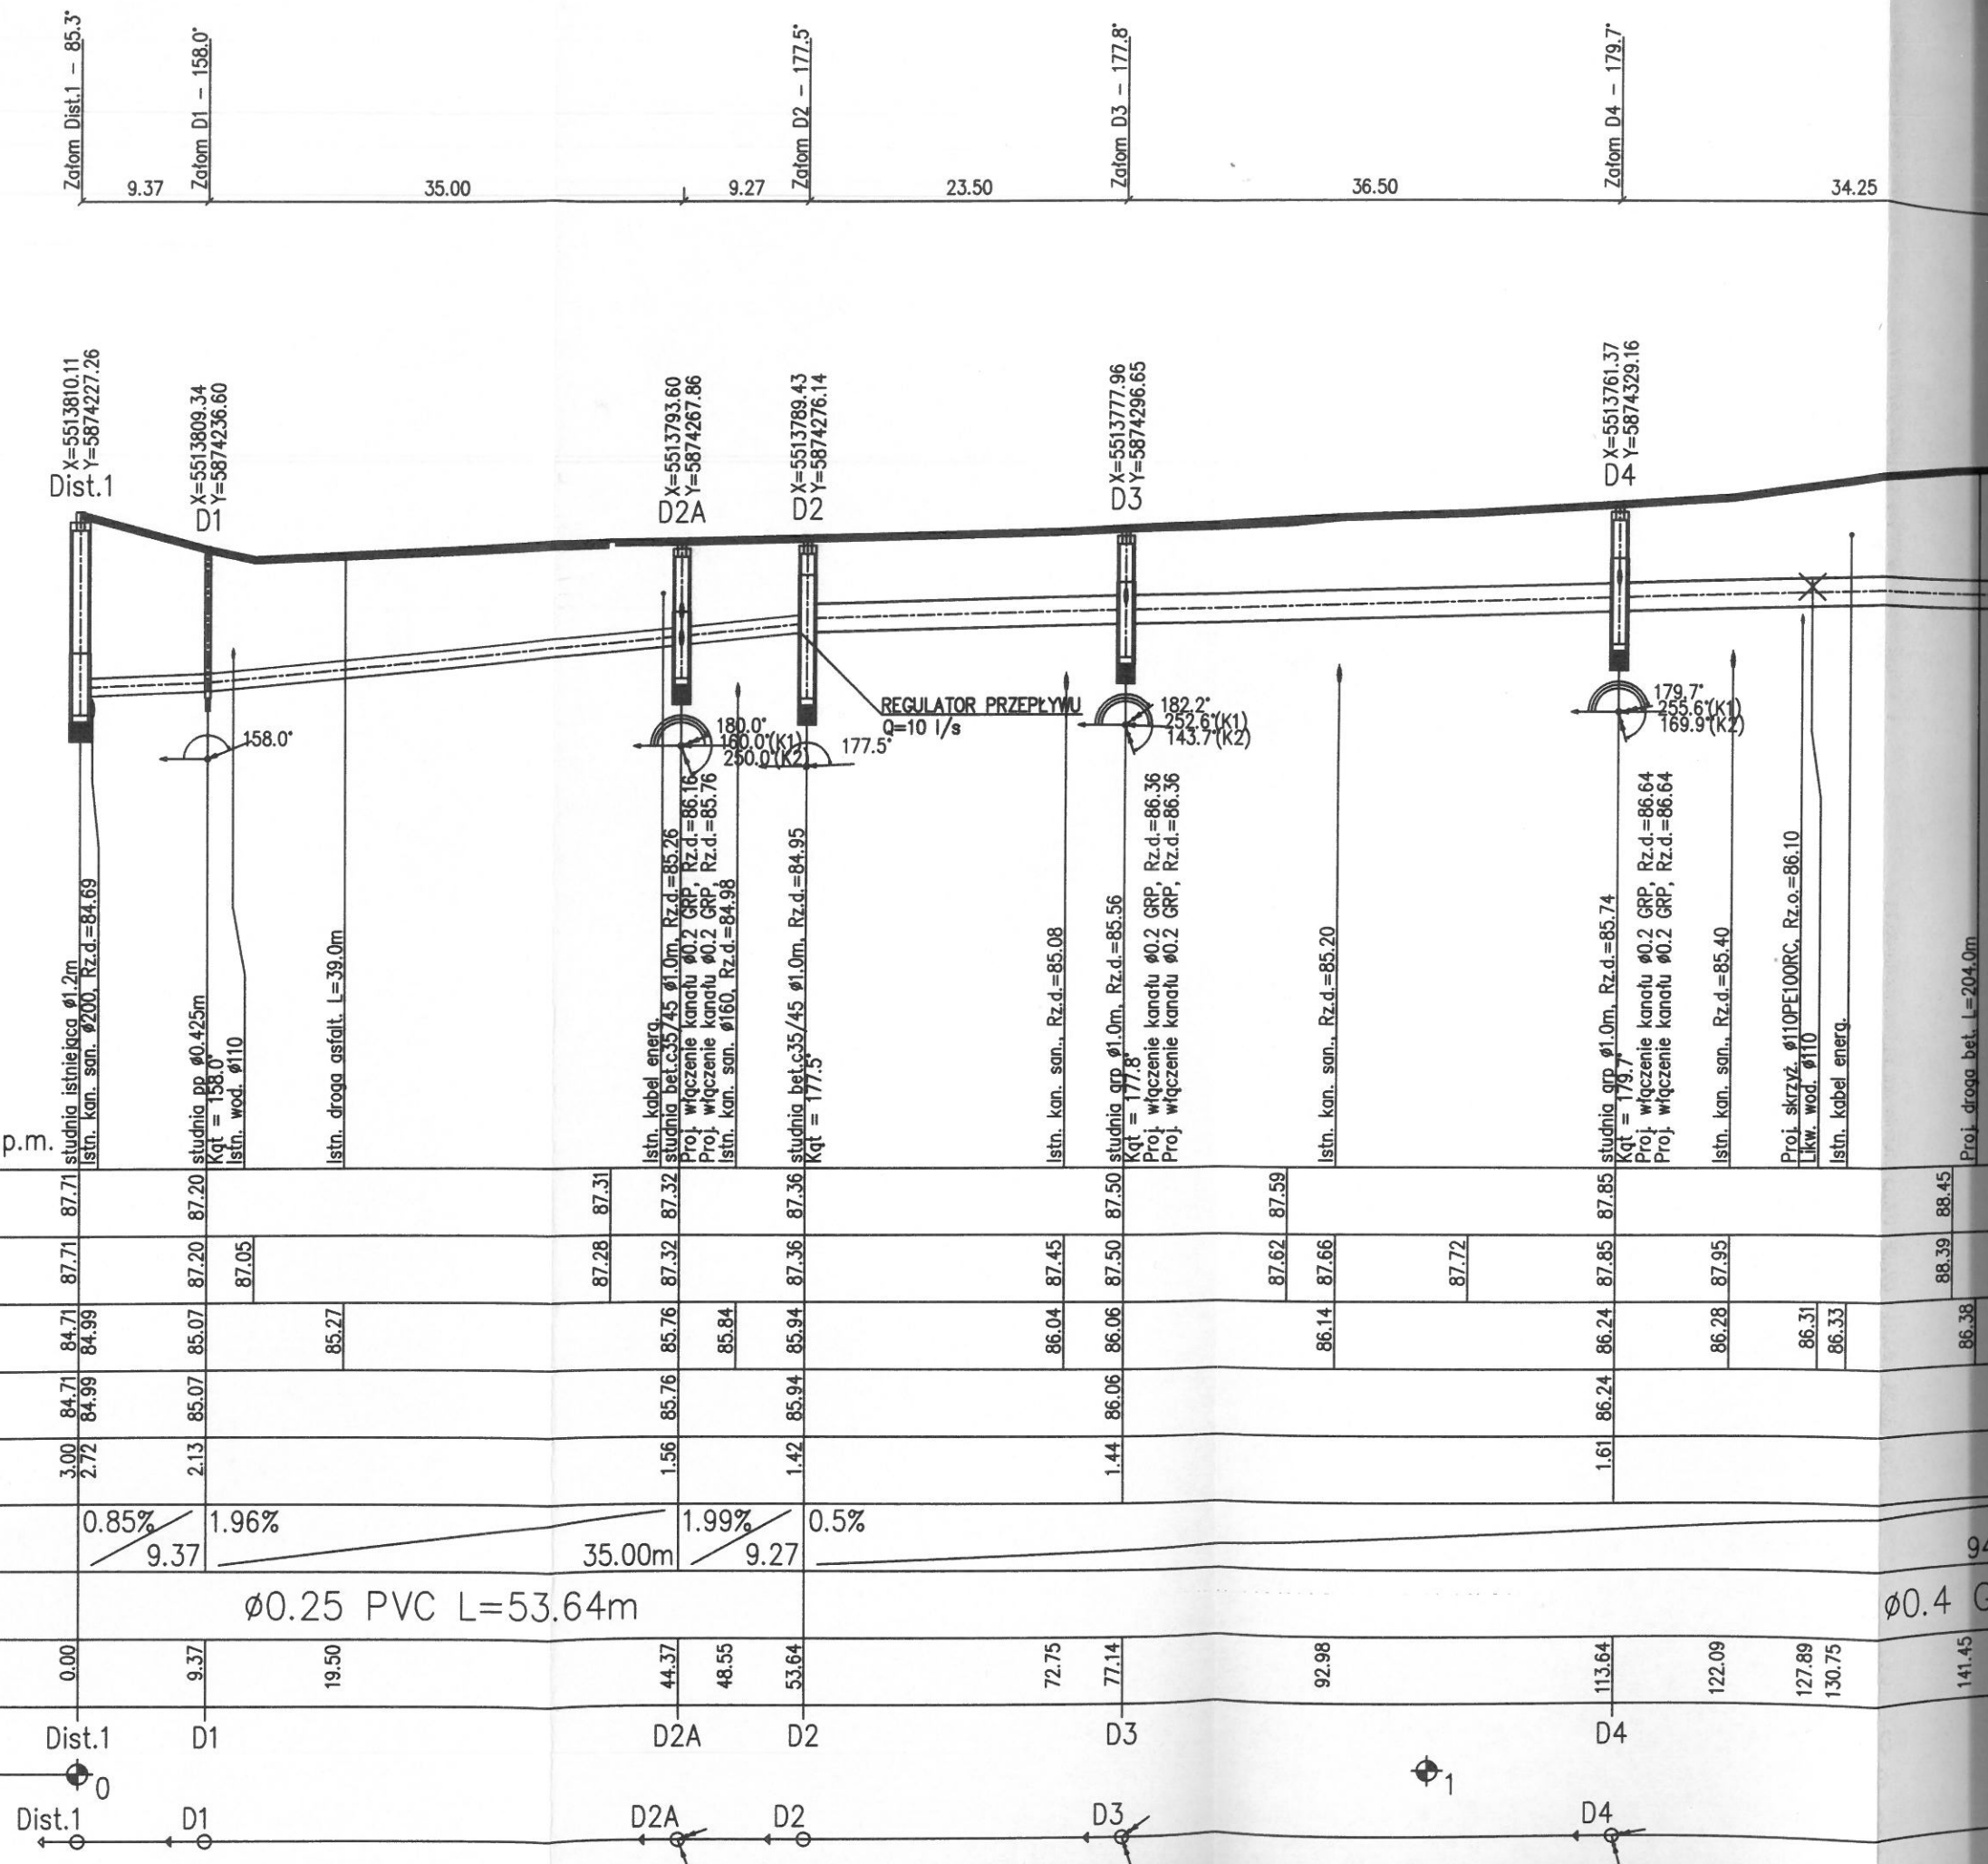 Załom Dist.1 - 85.3°
Załom D1 - 158.0°
Załom D2 - 177.5°
Załom D3 - 177.8°
Załom D4 - 179.7°
9.37
35.00
9.27
23.50
36.50
34.25
X=5513810.11
Y=5874227.26
Dist.1
X=5513809.34
Y=5874236.60
D1
X=5513793.60
Y=5874267.86
D2A
X=5513789.43
Y=5874276.14
D2
X=5513777.96
Y=5874296.65
D3
X=5513761.37
Y=5874329.16
D4
REGULATOR PRZEPŁYWU
Q=10 l/s
158.0°
180.0°
160.0°(K1)
250.0°(K2)
177.5°
182.2°
252.6°(K1)
143.7°(K2)
179.7°
255.6°(K1)
169.9°(K2)
p.m.
studnia istniejąca ø1.2m
Istn. kan. san. ø200, Rz.d.=84.69
studnia pp ø0.425m
Kąt = 158.0°
Istn. wod. ø110
Istn. droga asfalt. L=39.0m
Istn. kabel energ.
studnia bet.c35/45 ø1.0m, Rz.d.=85.26
Proj. włączenie kanału ø0.2 GRP, Rz.d.=86.16
Proj. włączenie kanału ø0.2 GRP, Rz.d.=85.76
Istn. kan. san. ø160, Rz.d.=84.98
studnia bet.c35/45 ø1.0m, Rz.d.=84.95
Kąt = 177.5°
Istn. kan. san., Rz.d.=85.08
studnia grp ø1.0m, Rz.d.=85.56
Kąt = 177.8°
Proj. włączenie kanału ø0.2 GRP, Rz.d.=86.36
Proj. włączenie kanału ø0.2 GRP, Rz.d.=86.36
Istn. kan. san., Rz.d.=85.20
studnia grp ø1.0m, Rz.d.=85.74
Kąt = 179.7°
Proj. włączenie kanału ø0.2 GRP, Rz.d.=86.64
Proj. włączenie kanału ø0.2 GRP, Rz.d.=86.64
Istn. kan. san., Rz.d.=85.40
Proj. skrzyż. ø110PE100RC, Rz.o.=86.10
Likw. wod. ø110
Istn. kabel energ.
Proj. droga bet. L=204.0m
87.71
87.20
87.31
87.32
87.36
87.50
87.59
87.85
88.45
87.71
87.20
87.05
87.28
87.32
87.36
87.45
87.50
87.62
87.66
87.72
87.85
87.95
88.39
84.71
84.99
85.07
85.27
85.76
85.84
85.94
86.04
86.06
86.14
86.24
86.28
86.31
86.33
86.38
84.71
84.99
85.07
85.76
85.94
86.06
86.24
3.00
2.72
2.13
1.56
1.42
1.44
1.61
0.85%
9.37
1.96%
35.00m
1.99%
9.27
0.5%
94
ø0.25 PVC L=53.64m
ø0.4 G
0.00
9.37
19.50
44.37
48.55
53.64
72.75
77.14
92.98
113.64
122.09
127.89
130.75
141.45
Dist.1
D1
D2A
D2
D3
D4
0
1
Dist.1
D1
D2A
D2
D3
D4